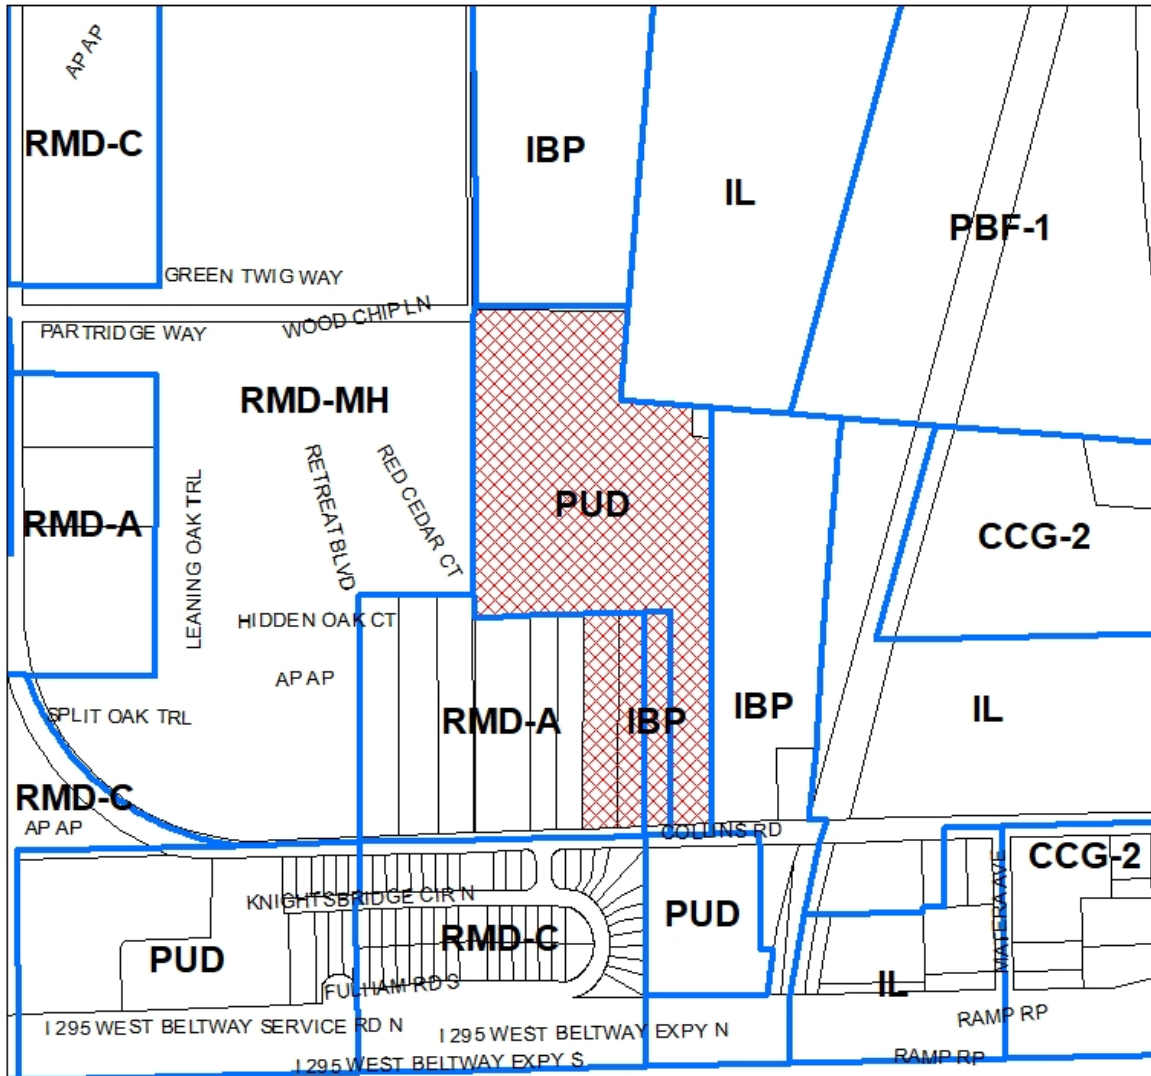 AP AP
RMD-C
IBP
IL
PBF-1
GREEN TWIG WAY
WOOD CHIP LN
PARTRIDGE WAY
RMD-MH
RETREAT BLVD
RED CEDAR CT
LEANING OAK TRL
RMD-A
PUD
CCG-2
HIDDEN OAK CT
AP AP
SPLIT OAK TRL
RMD-A
IBP
IBP
IL
RMD-C
AP AP
COLLINS RD
CCG-2
MATERA AVE
KNIGHTSBRIDGE CIR N
PUD
RMD-C
PUD
IL
FULHAM RD S
I 295 WEST BELTWAY SERVICE RD N
I 295 WEST BELTWAY EXPY N
RAMP RP
I 295 WEST BELTWAY EXPY S
RAMP RP